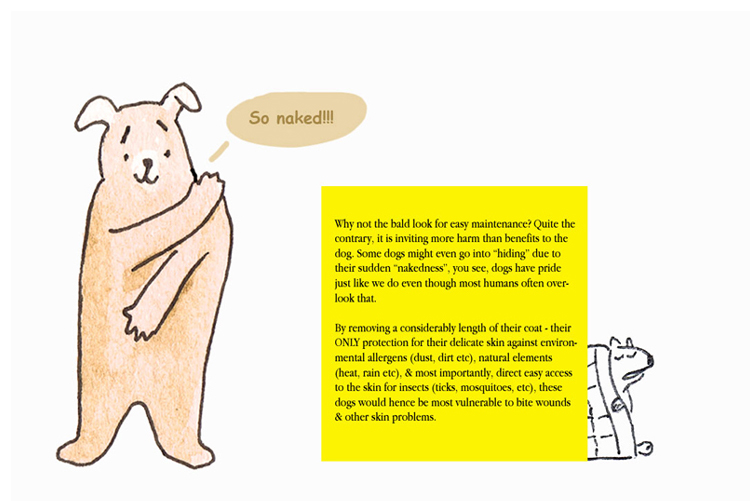 So naked!!!
Why not the bald look for easy maintenance? Quite the
contrary, it is inviting more harm than benefits to the
dog. Some dogs might even go into “hiding” due to
their sudden “nakedness”, you see, dogs have pride
just like we do even though most humans often over-
look that.
By removing a considerably length of their coat - their
ONLY protection for their delicate skin against environ-
mental allergens (dust, dirt etc), natural elements
(heat, rain etc), & most importantly, direct easy access
to the skin for insects (ticks, mosquitoes, etc), these
dogs would hence be most vulnerable to bite wounds
& other skin problems.